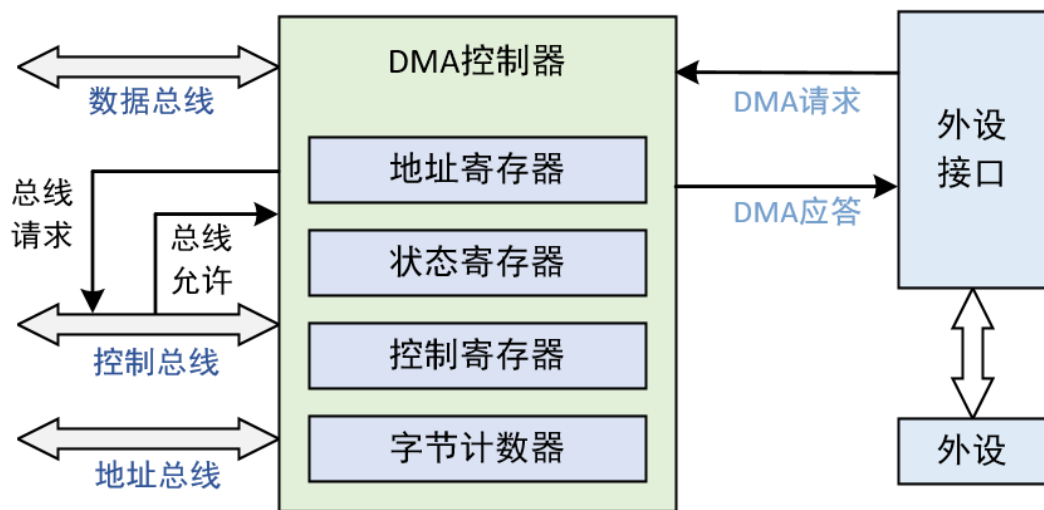 DMA控制器
数据总线
DMA请求
外设
接口
地址寄存器
总线
请求
DMA应答
总线
允许
状态寄存器
控制寄存器
控制总线
字节计数器
外设
地址总线